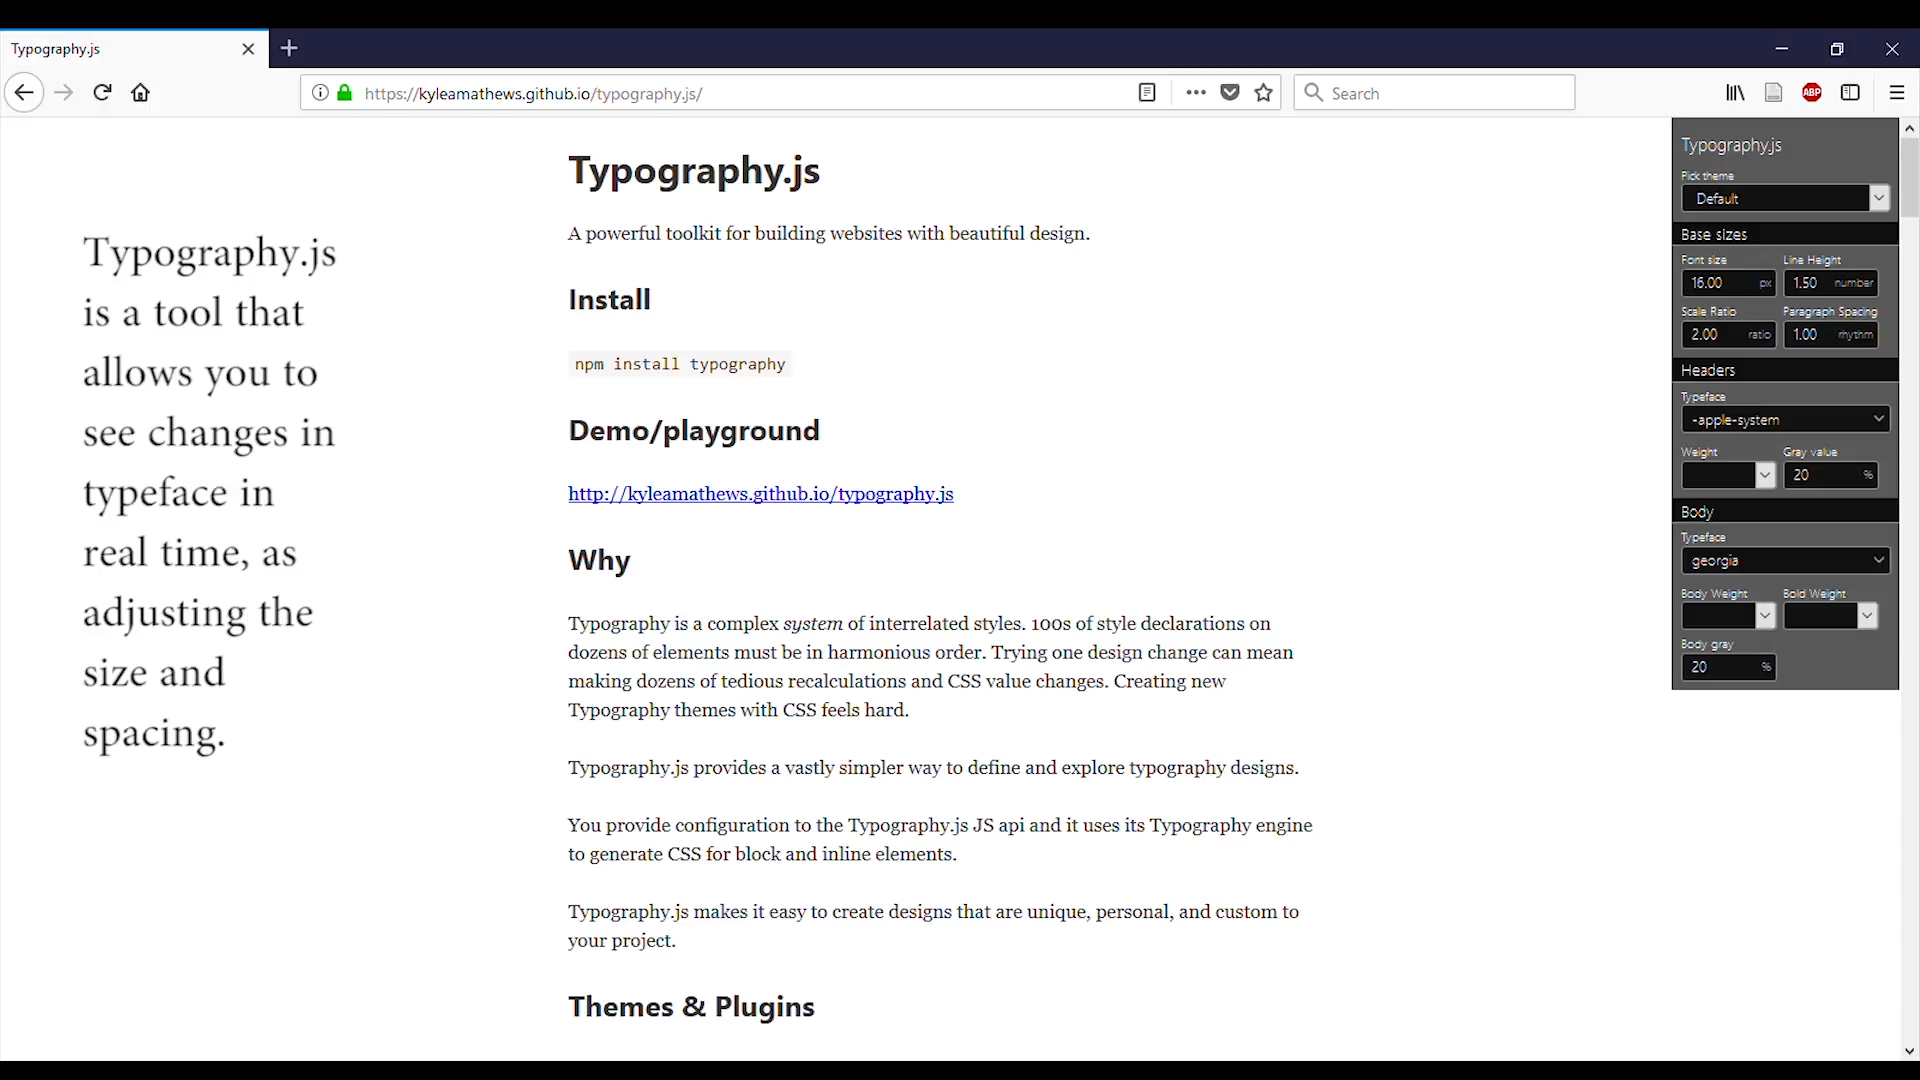 Typography.js
https://kyleamathews.github.io/typography.js/
Search
ABP
Typography.js
is a tool that
allows you to
see changes in
typeface in
real time, as
adjusting the
size and
spacing.
Typography.js
A powerful toolkit for building websites with beautiful design.
Install
npm install typography
Demo/playground
http://kyleamathews.github.io/typography.js
Why
Typography is a complex system of interrelated styles. 100s of style declarations on
dozens of elements must be in harmonious order. Trying one design change can mean
making dozens of tedious recalculations and CSS value changes. Creating new
Typography themes with CSS feels hard.
Typography.js provides a vastly simpler way to define and explore typography designs.
You provide configuration to the Typography.js JS api and it uses its Typography engine
to generate CSS for block and inline elements.
Typography.js makes it easy to create designs that are unique, personal, and custom to
your project.
Themes & Plugins
Typography.js
Pick theme
Default
Base sizes
Font size Line Height
16.00 px 1.50 number
Scale Ratio Paragraph Spacing
2.00 ratio 1.00 rhythm
Headers
Typeface
-apple-system
Weight Gray value
20 %
Body
Typeface
georgia
Body Weight Bold Weight
Body gray
20 %